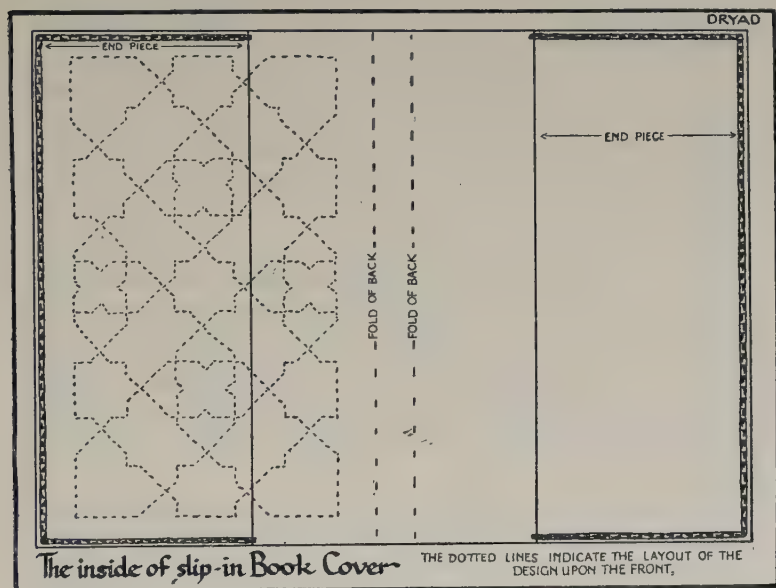 DRYAD
END PIECE
END PIECE
FOLD OF BACK
FOLD OF BACK
The inside of slip-in Book Cover
THE DOTTED LINES INDICATE THE LAYOUT OF THE
DESIGN UPON THE FRONT.